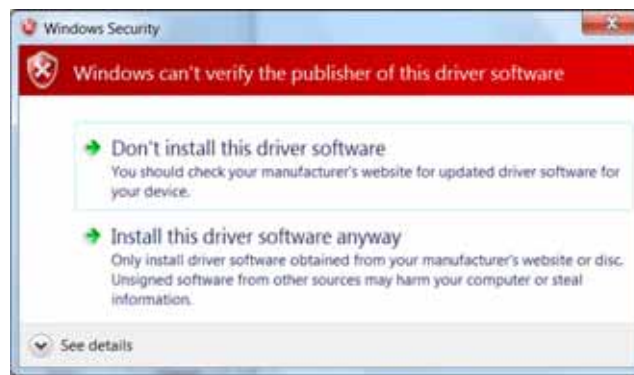 Windows Security
Windows can't verify the publisher of this driver software
Don't install this driver software
You should check your manufacturer's website for updated driver software for
your device.
Install this driver software anyway
Only install driver software obtained from your manufacturer's website or disc.
Unsigned software from other sources may harm your computer or steal
information.
See details